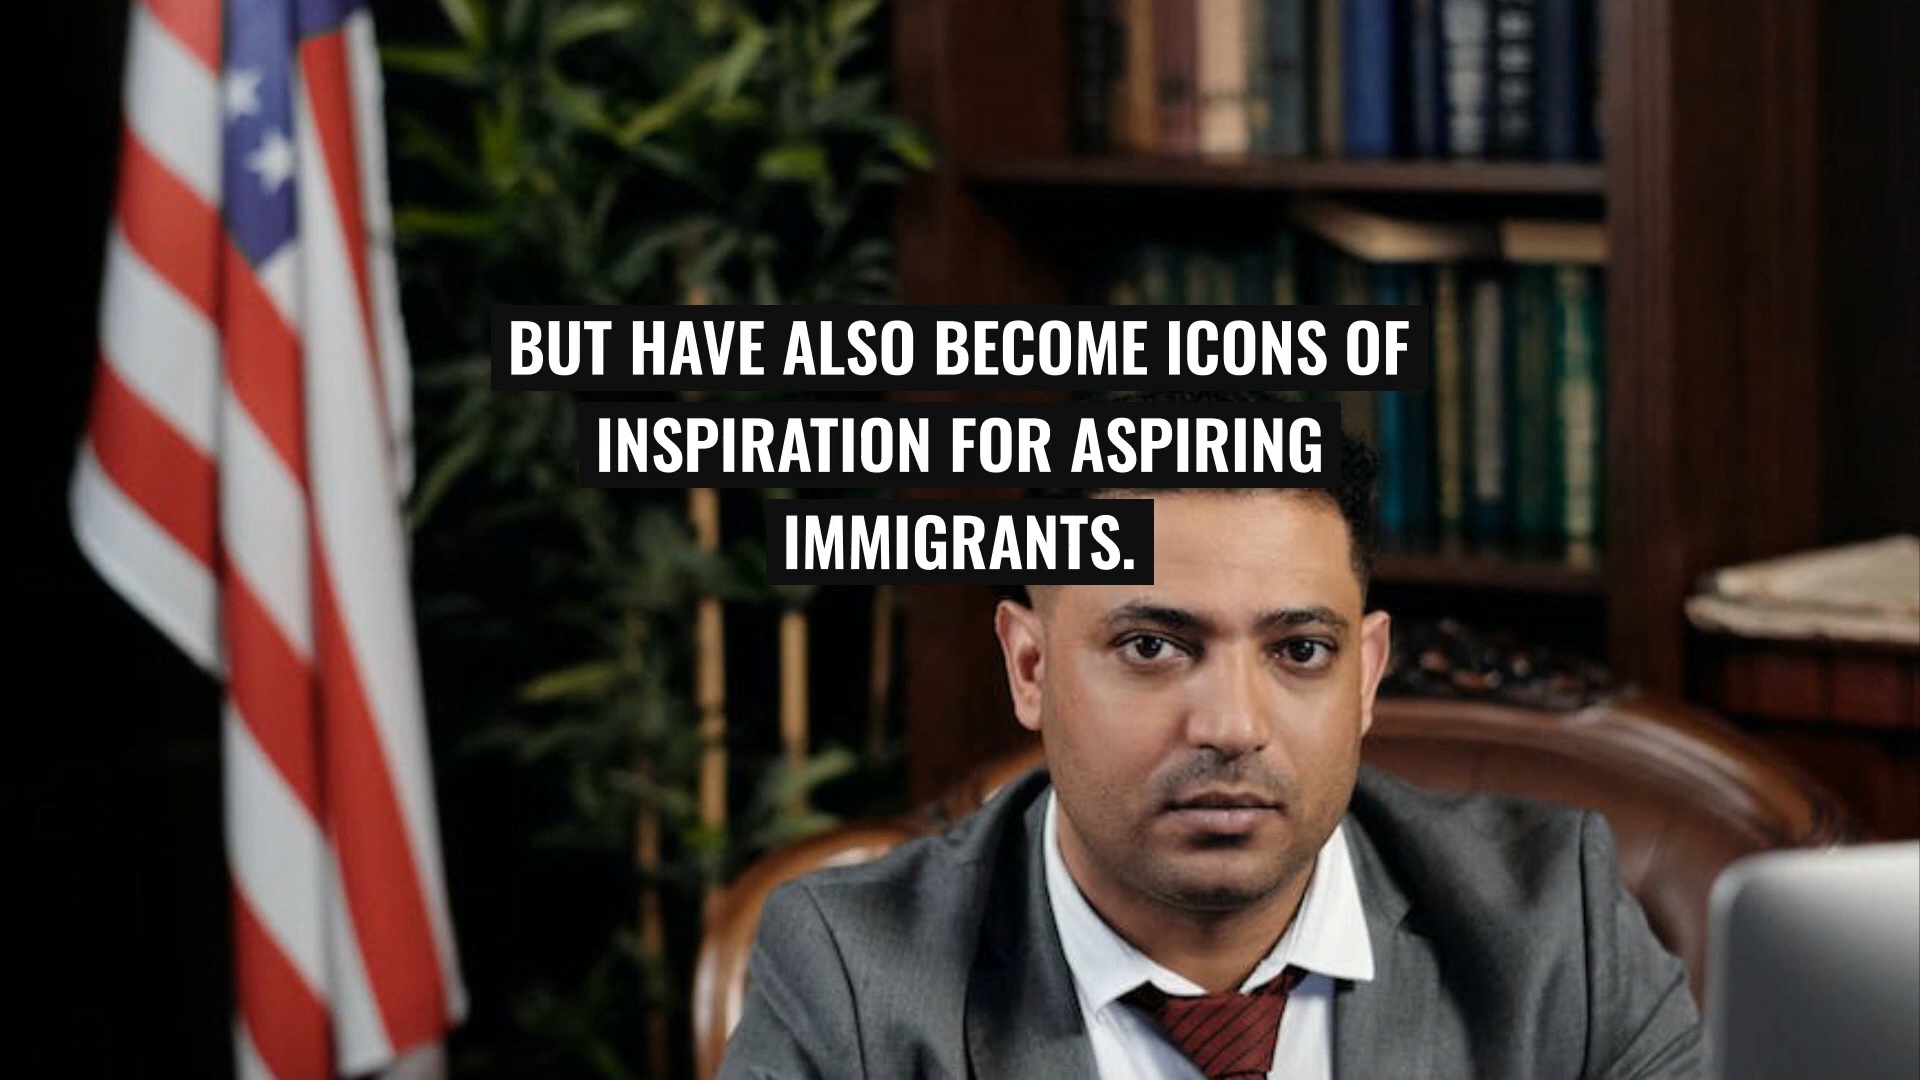 BUT HAVE ALSO BECOME ICONS OF
INSPIRATION FOR ASPIRING
IMMIGRANTS.